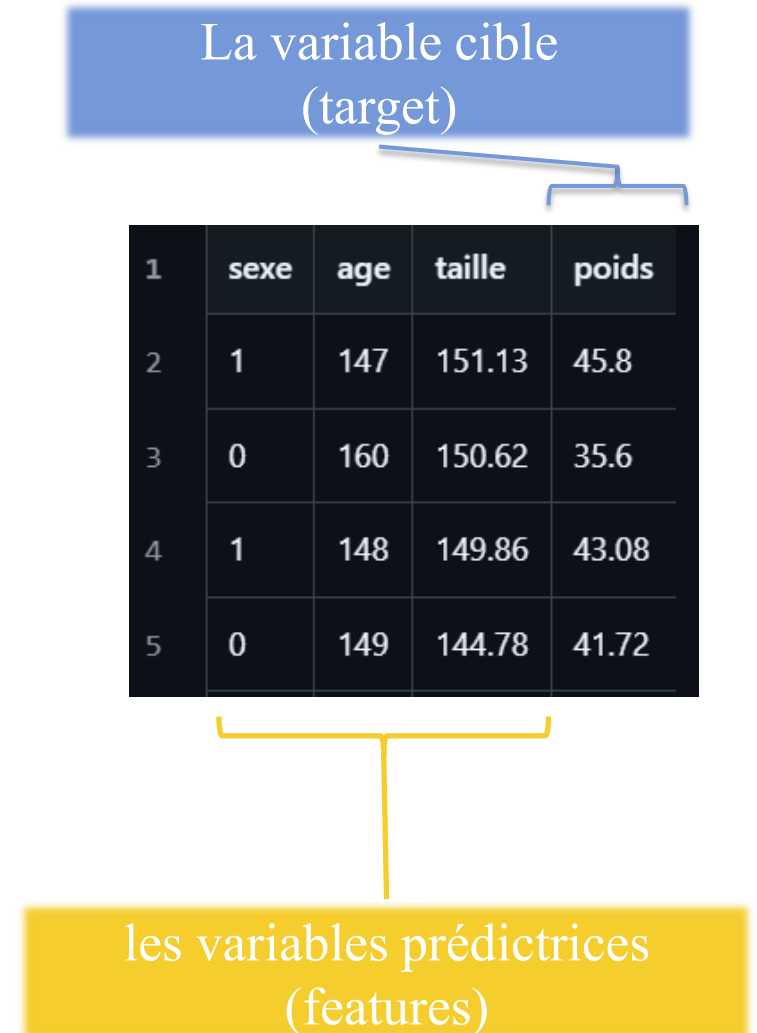 La variable cible
(target)
1 sexe age taille poids
2 1 147 151.13 45.8
3 0 160 150.62 35.6
4 1 148 149.86 43.08
5 0 149 144.78 41.72
les variables prédictrices
(features)